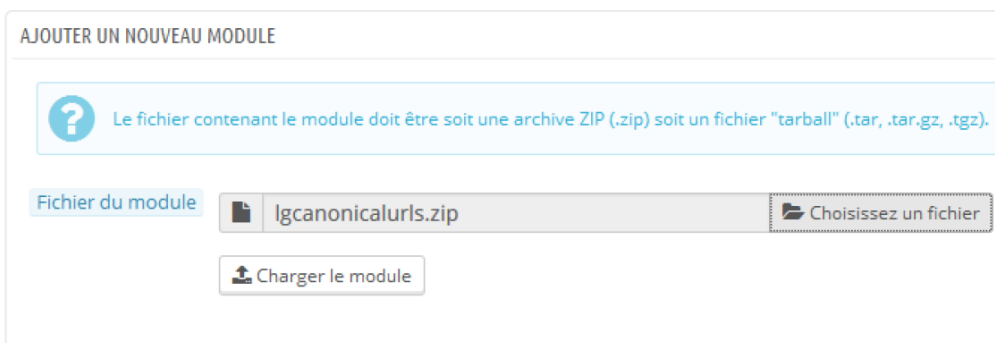 AJOUTER UN NOUVEAU MODULE
Le fichier contenant le module doit être soit une archive ZIP (.zip) soit un fichier "tarball" (.tar, .tar.gz, .tgz).
Fichier du module
lgcanonicalurls.zip
Choisissez un fichier
Charger le module